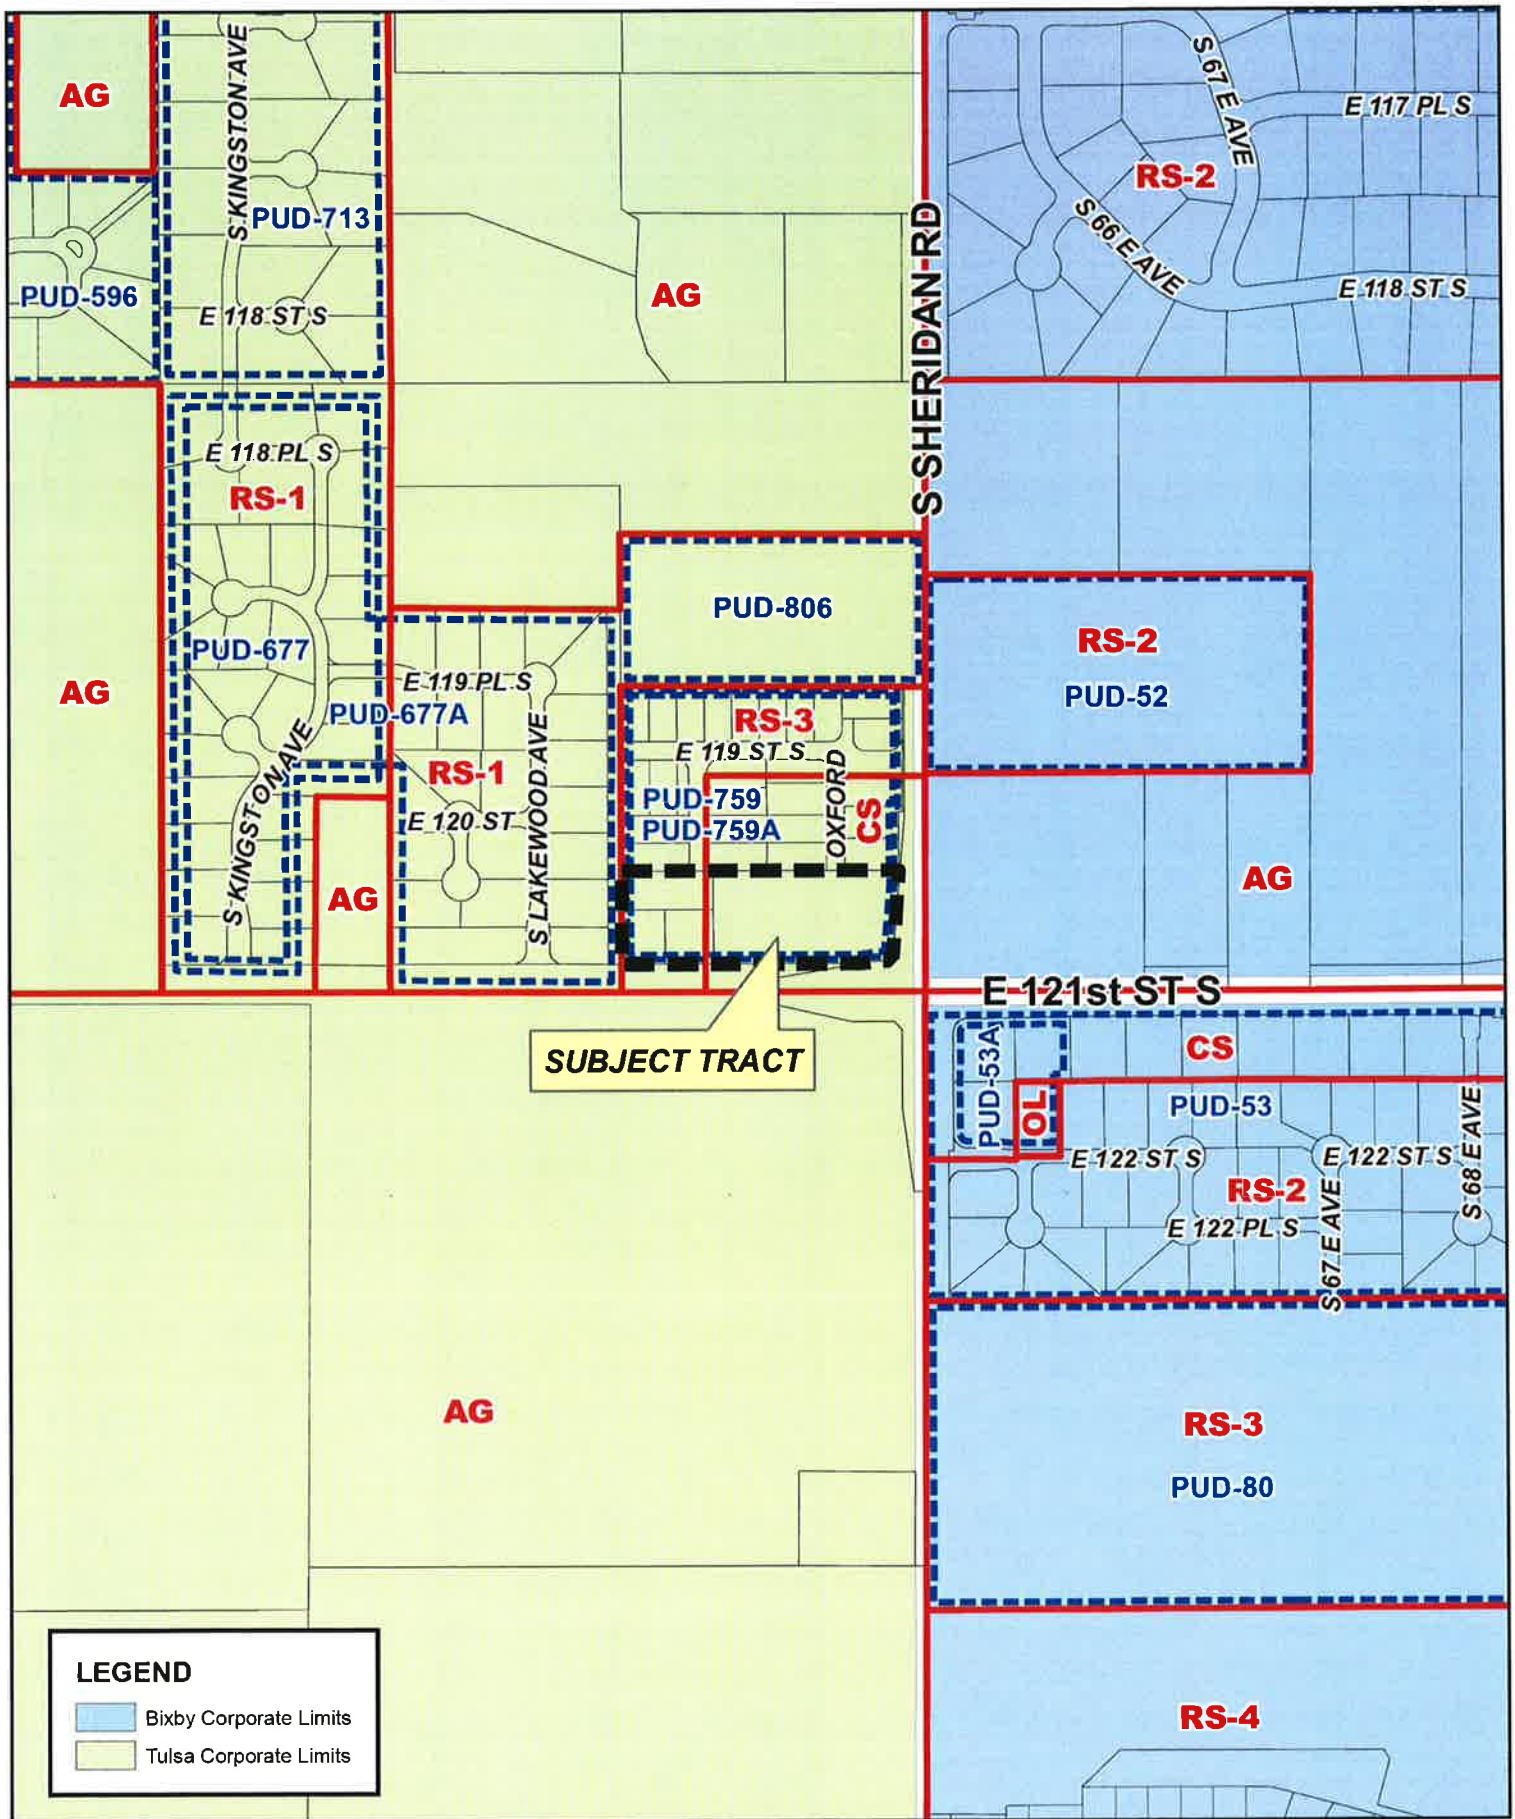 AG
S KINGSTON AVE
PUD-713
PUD-596
E 118 ST S
AG
S SHERIDAN RD
S 67 E AVE
E 117 PL S
RS-2
S 66 E AVE
E 118 ST S
E 118 PL S
RS-1
PUD-677
AG
PUD-677A
S KINGSTON AVE
E 119 PL S
RS-1
E 120 ST
S LAKEWOOD AVE
AG
PUD-806
RS-3
E 119 ST S
PUD-759
PUD-759A
OXFORD
CS
RS-2
PUD-52
AG
E 121st ST S
SUBJECT TRACT
PUD-53A
OL
CS
PUD-53
E 122 ST S
E 122 ST S
RS-2
E 122 PL S
S 67 E AVE
S 68 E AVE
AG
RS-3
PUD-80
RS-4
LEGEND
Bixby Corporate Limits
Tulsa Corporate Limits